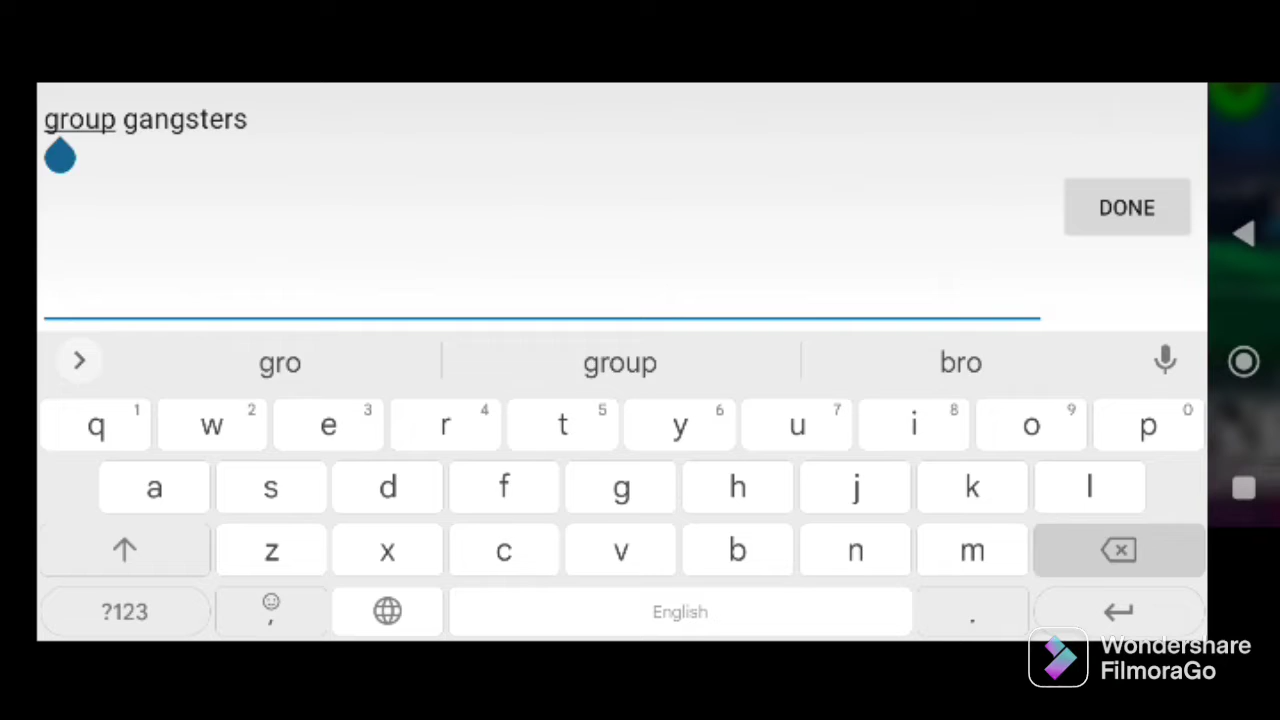 group gangsters
DONE
gro group bro
q 1 w 2 e 3 r 4 t 5 y 6 u 7 i 8 o 9 p 0
a s d f g h j k l
z x c v b n m
?123 , English .
Wondershare
FilmoraGo